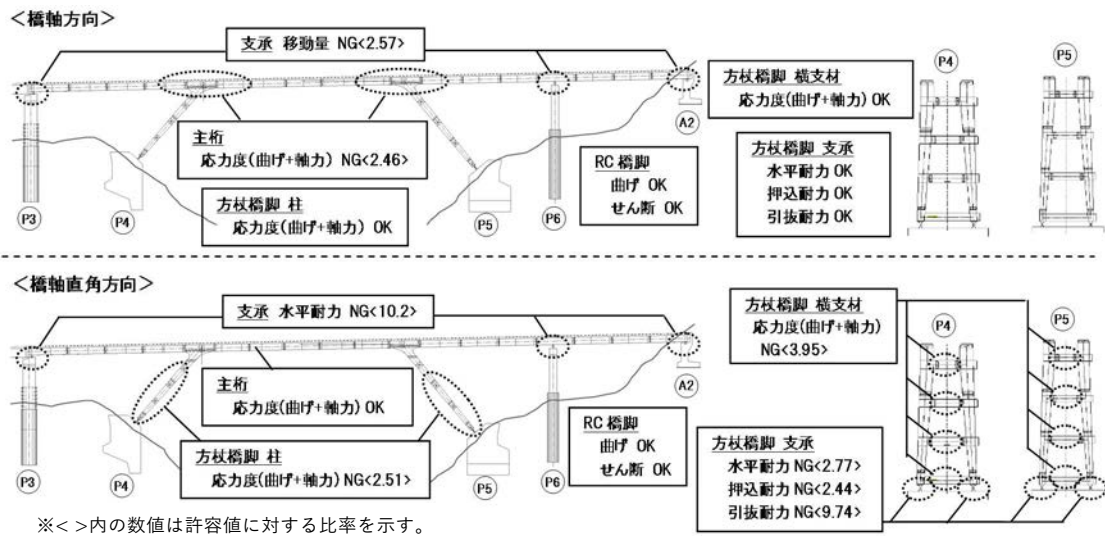 ＜橋軸方向＞
支承 移動量 NG<2.57>
主桁
応力度(曲げ+軸力) NG<2.46>
方杖橋脚 柱
応力度(曲げ+軸力) OK
RC 橋脚
曲げ OK
せん断 OK
方杖橋脚 横支材
応力度(曲げ+軸力) OK
方杖橋脚 支承
水平耐力 OK
押込耐力 OK
引抜耐力 OK
P3
P4
P5
P6
A2
P4
P5
＜橋軸直角方向＞
支承 水平耐力 NG<10.2>
主桁
応力度(曲げ+軸力) OK
方杖橋脚 柱
応力度(曲げ+軸力) NG<2.51>
RC 橋脚
曲げ OK
せん断 OK
方杖橋脚 横支材
応力度(曲げ+軸力)
NG<3.95>
方杖橋脚 支承
水平耐力 NG<2.77>
押込耐力 NG<2.44>
引抜耐力 NG<9.74>
P3
P4
P5
P6
A2
P4
P5
※< >内の数値は許容値に対する比率を示す。